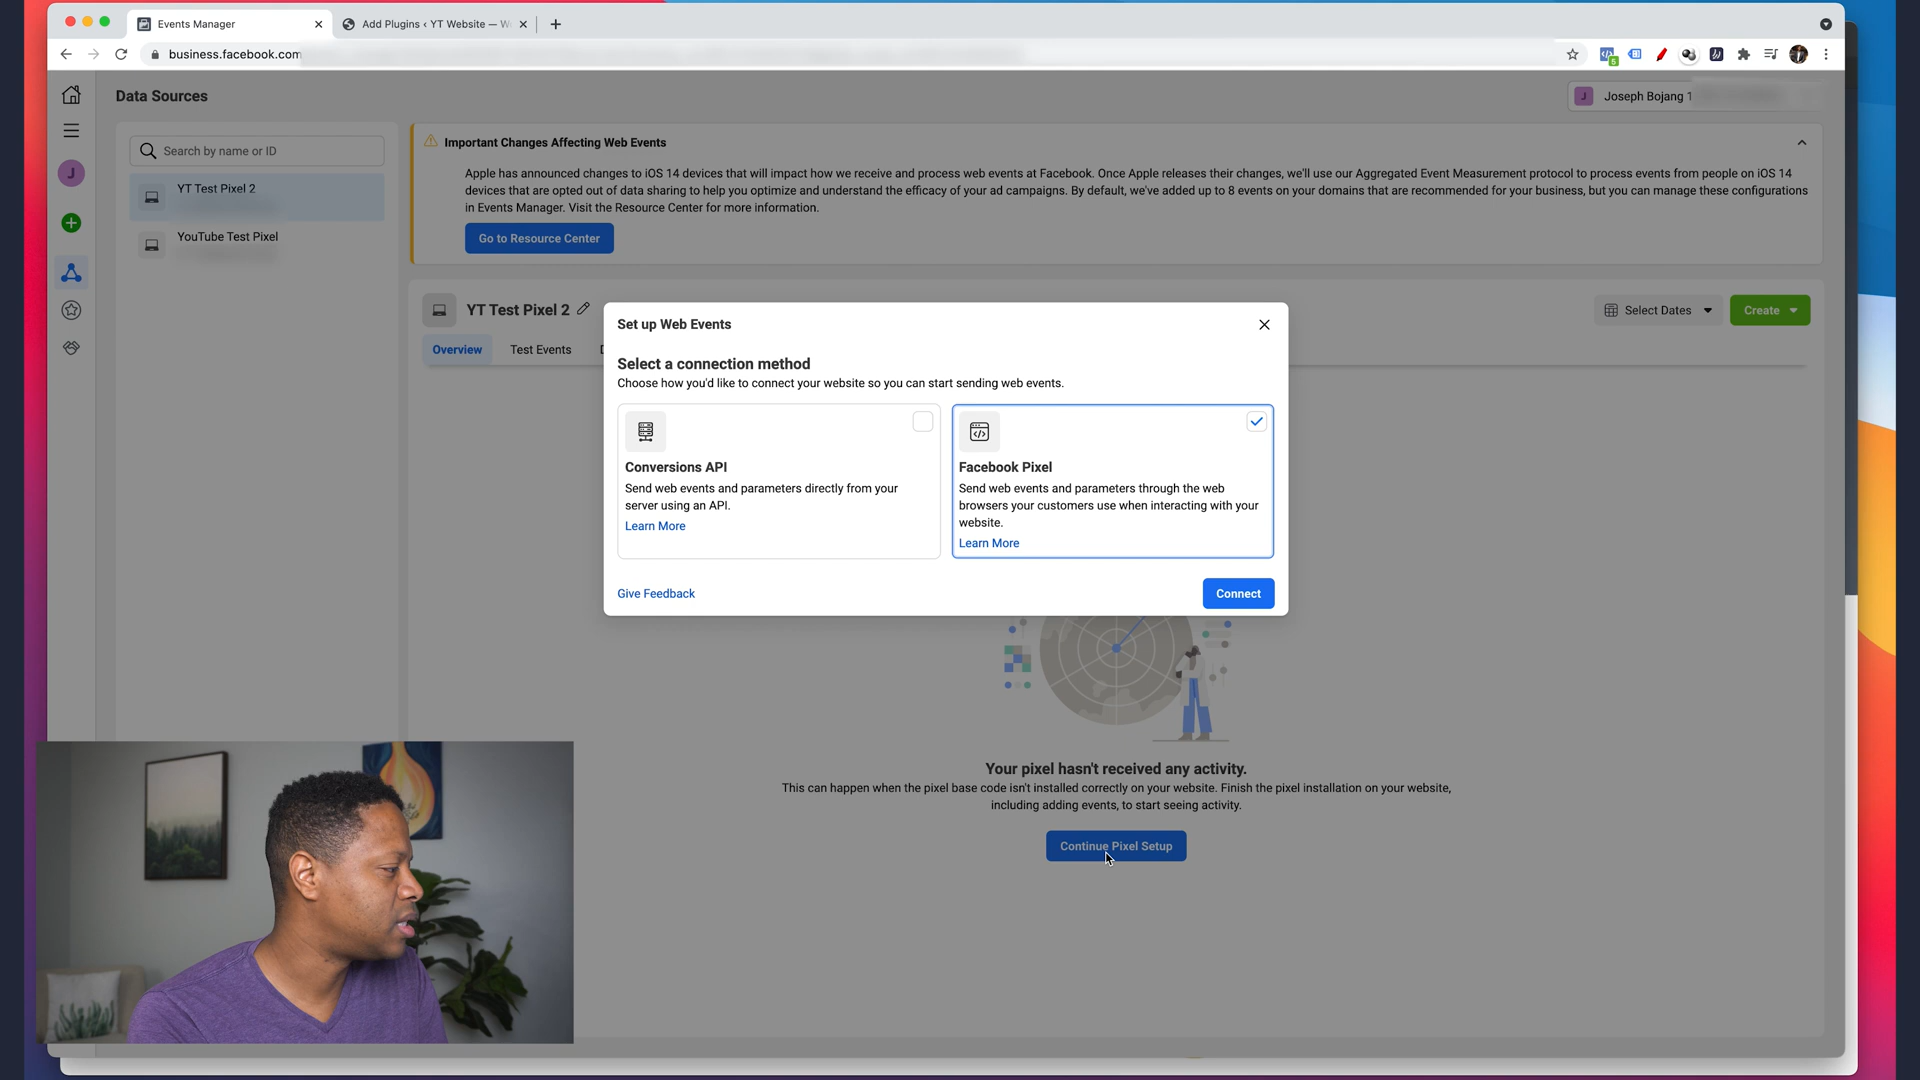 Events Manager
Add Plugins ‹ YT Website — W
business.facebook.com
5
Data Sources
J
Joseph Bojang 1
Search by name or ID
Important Changes Affecting Web Events
Apple has announced changes to iOS 14 devices that will impact how we receive and process web events at Facebook. Once Apple releases their changes, we'll use our Aggregated Event Measurement protocol to process events from people on iOS 14
devices that are opted out of data sharing to help you optimize and understand the efficacy of your ad campaigns. By default, we've added up to 8 events on your domains that are recommended for your business, but you can manage these configurations
in Events Manager. Visit the Resource Center for more information.
Go to Resource Center
J
YT Test Pixel 2
YouTube Test Pixel
YT Test Pixel 2
Select Dates
Create
Overview
Test Events
Set up Web Events
Select a connection method
Choose how you'd like to connect your website so you can start sending web events.
Conversions API
Send web events and parameters directly from your
server using an API.
Learn More
Facebook Pixel
Send web events and parameters through the web
browsers your customers use when interacting with your
website.
Learn More
Give Feedback
Connect
Your pixel hasn't received any activity.
This can happen when the pixel base code isn't installed correctly on your website. Finish the pixel installation on your website,
including adding events, to start seeing activity.
Continue Pixel Setup